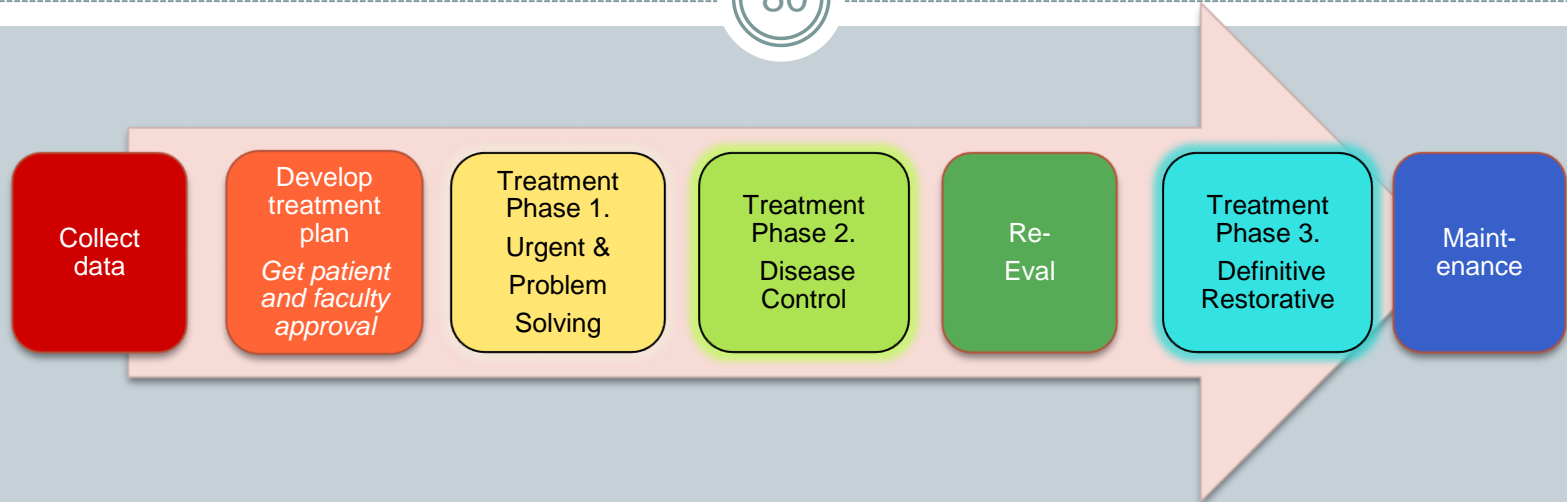 80
Collect
data
Develop
treatment
plan
Get patient
and faculty
approval
Treatment
Phase 1.
Urgent &
Problem
Solving
Treatment
Phase 2.
Disease
Control
Re-
Eval
Treatment
Phase 3.
Definitive
Restorative
Maint-
enance